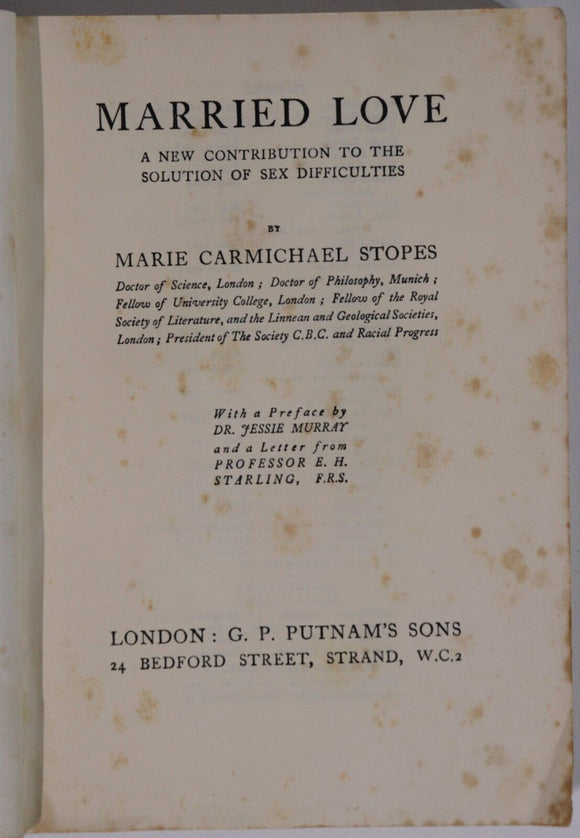 MARRIED LOVE
A NEW CONTRIBUTION TO THE
SOLUTION OF SEX DIFFICULTIES
BY
MARIE CARMICHAEL STOPES
Doctor of Science, London ; Doctor of Philosophy, Munich ;
Fellow of University College, London ; Fellow of the Royal
Society of Literature, and the Linnean and Geological Societies,
London ; President of The Society C.B.C. and Racial Progress
With a Preface by
DR. JESSIE MURRAY
and a Letter from
PROFESSOR E. H.
STARLING, F.R.S.
LONDON : G. P. PUTNAM'S SONS
24 BEDFORD STREET, STRAND, W.C.2